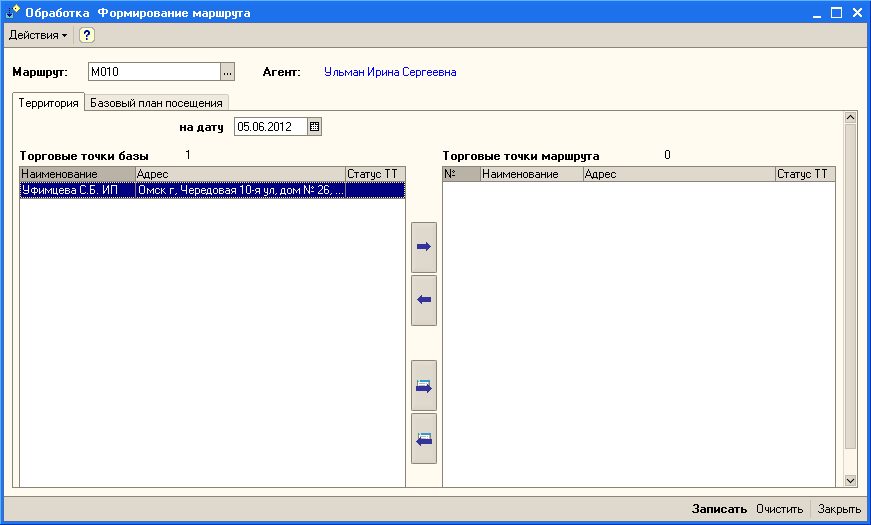 Обработка Формирование маршрута
Действия ?
Маршрут: М010 ... Агент: Ульман Ирина Сергеевна
Территория Базовый план посещения
на дату 05.06.2012
Торговые точки базы 1 Торговые точки маршрута 0
Наименование Адрес Статус ТТ № Наименование Адрес Статус ТТ
Уфимцева С.Б. ИП Омск г, Чередовая 10-я ул, дом № 26, ...
Записать Очистить Закрыть